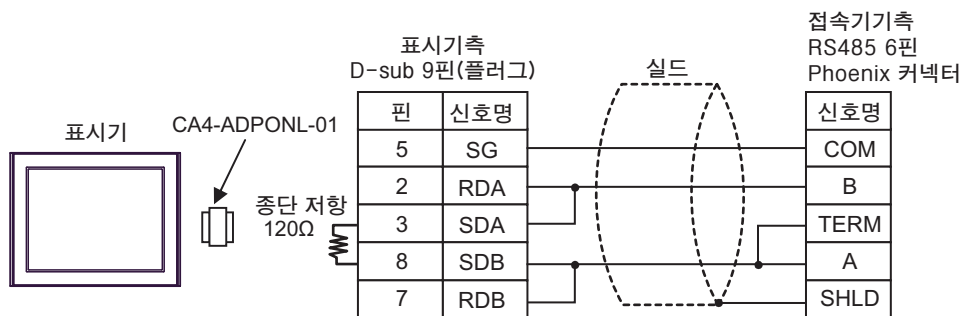 표시기
CA4-ADPONL-01
종단 저항
120Ω
표시기측
D-sub 9핀(플러그)
핀 신호명
5 SG
2 RDA
3 SDA
8 SDB
7 RDB
실드
접속기기측
RS485 6핀
Phoenix 커넥터
신호명
COM
B
TERM
A
SHLD